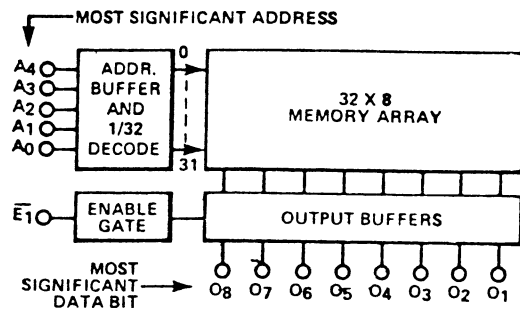 MOST SIGNIFICANT ADDRESS
A4
A3
A2
A1
A0
ADDR.
BUFFER
AND
1/32
DECODE
0
31
32 X 8
MEMORY ARRAY
E1
ENABLE
GATE
OUTPUT BUFFERS
MOST
SIGNIFICANT
DATA BIT
O8 O7 O6 O5 O4 O3 O2 O1